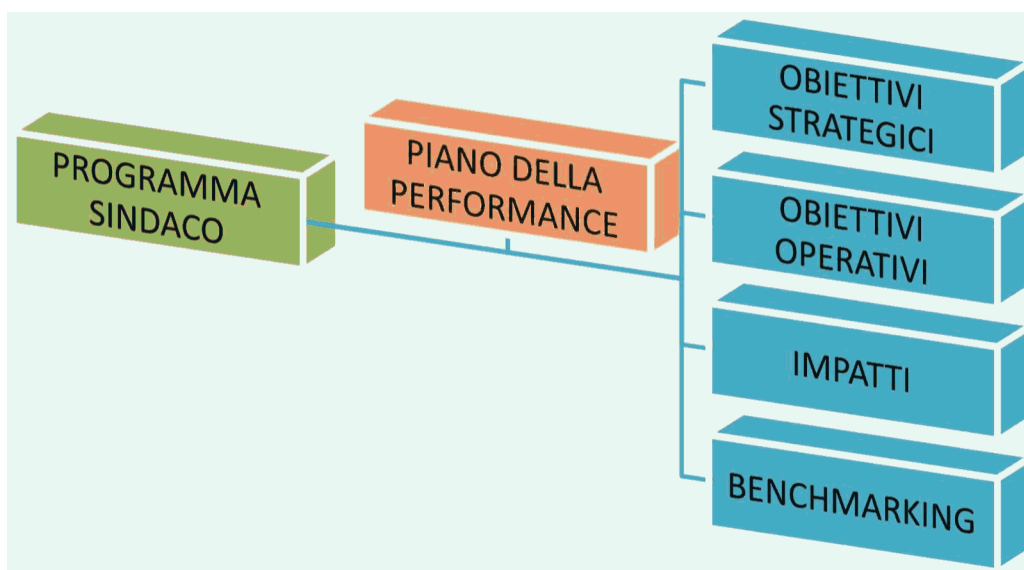 PROGRAMMA
SINDACO
PIANO DELLA
PERFORMANCE
OBIETTIVI
STRATEGICI
OBIETTIVI
OPERATIVI
IMPATTI
BENCHMARKING